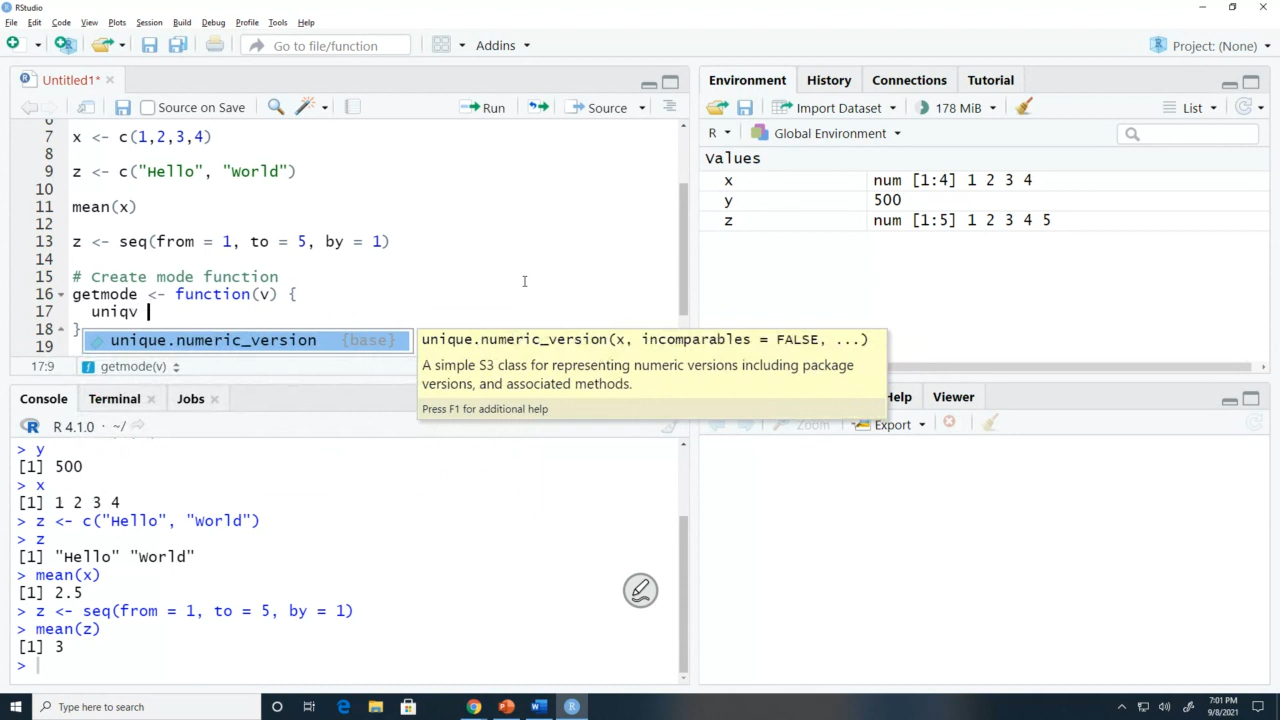 RStudio
File Edit Code View Plots Session Build Debug Profile Tools Help
Go to file/function Addins Project: (None)
Untitled1*
Source on Save Run Source
6
7 x <- c(1,2,3,4)
8
9 z <- c("Hello", "World")
10
11 mean(x)
12
13 z <- seq(from = 1, to = 5, by = 1)
14
15 # Create mode function
16 getmode <- function(v) {
17 uniqv
18 }
19
unique.numeric_version {base}
unique.numeric_version(x, incomparables = FALSE, ...)
A simple S3 class for representing numeric versions including package
versions, and associated methods.
Press F1 for additional help
17:9 getmode(v)
Console Terminal Jobs
R 4.1.0 · ~/
> y
[1] 500
> x
[1] 1 2 3 4
> z <- c("Hello", "World")
> z
[1] "Hello" "World"
> mean(x)
[1] 2.5
> z <- seq(from = 1, to = 5, by = 1)
> mean(z)
[1] 3
>
Environment History Connections Tutorial
Import Dataset 178 MiB List
R Global Environment
Values
x num [1:4] 1 2 3 4
y 500
z num [1:5] 1 2 3 4 5
elp Viewer
Zoom Export
Type here to search
7:01 PM
9/8/2021